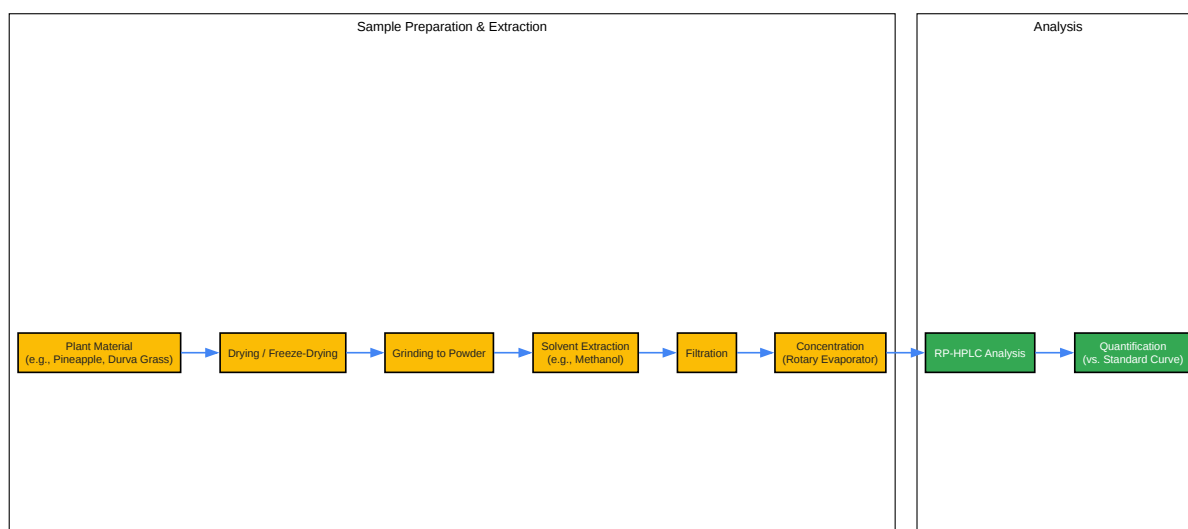 Sample Preparation & Extraction
Analysis
Plant Material
(e.g., Pineapple, Durva Grass)
Drying / Freeze-Drying
Grinding to Powder
Solvent Extraction
(e.g., Methanol)
Filtration
Concentration
(Rotary Evaporator)
RP-HPLC Analysis
Quantification
(vs. Standard Curve)